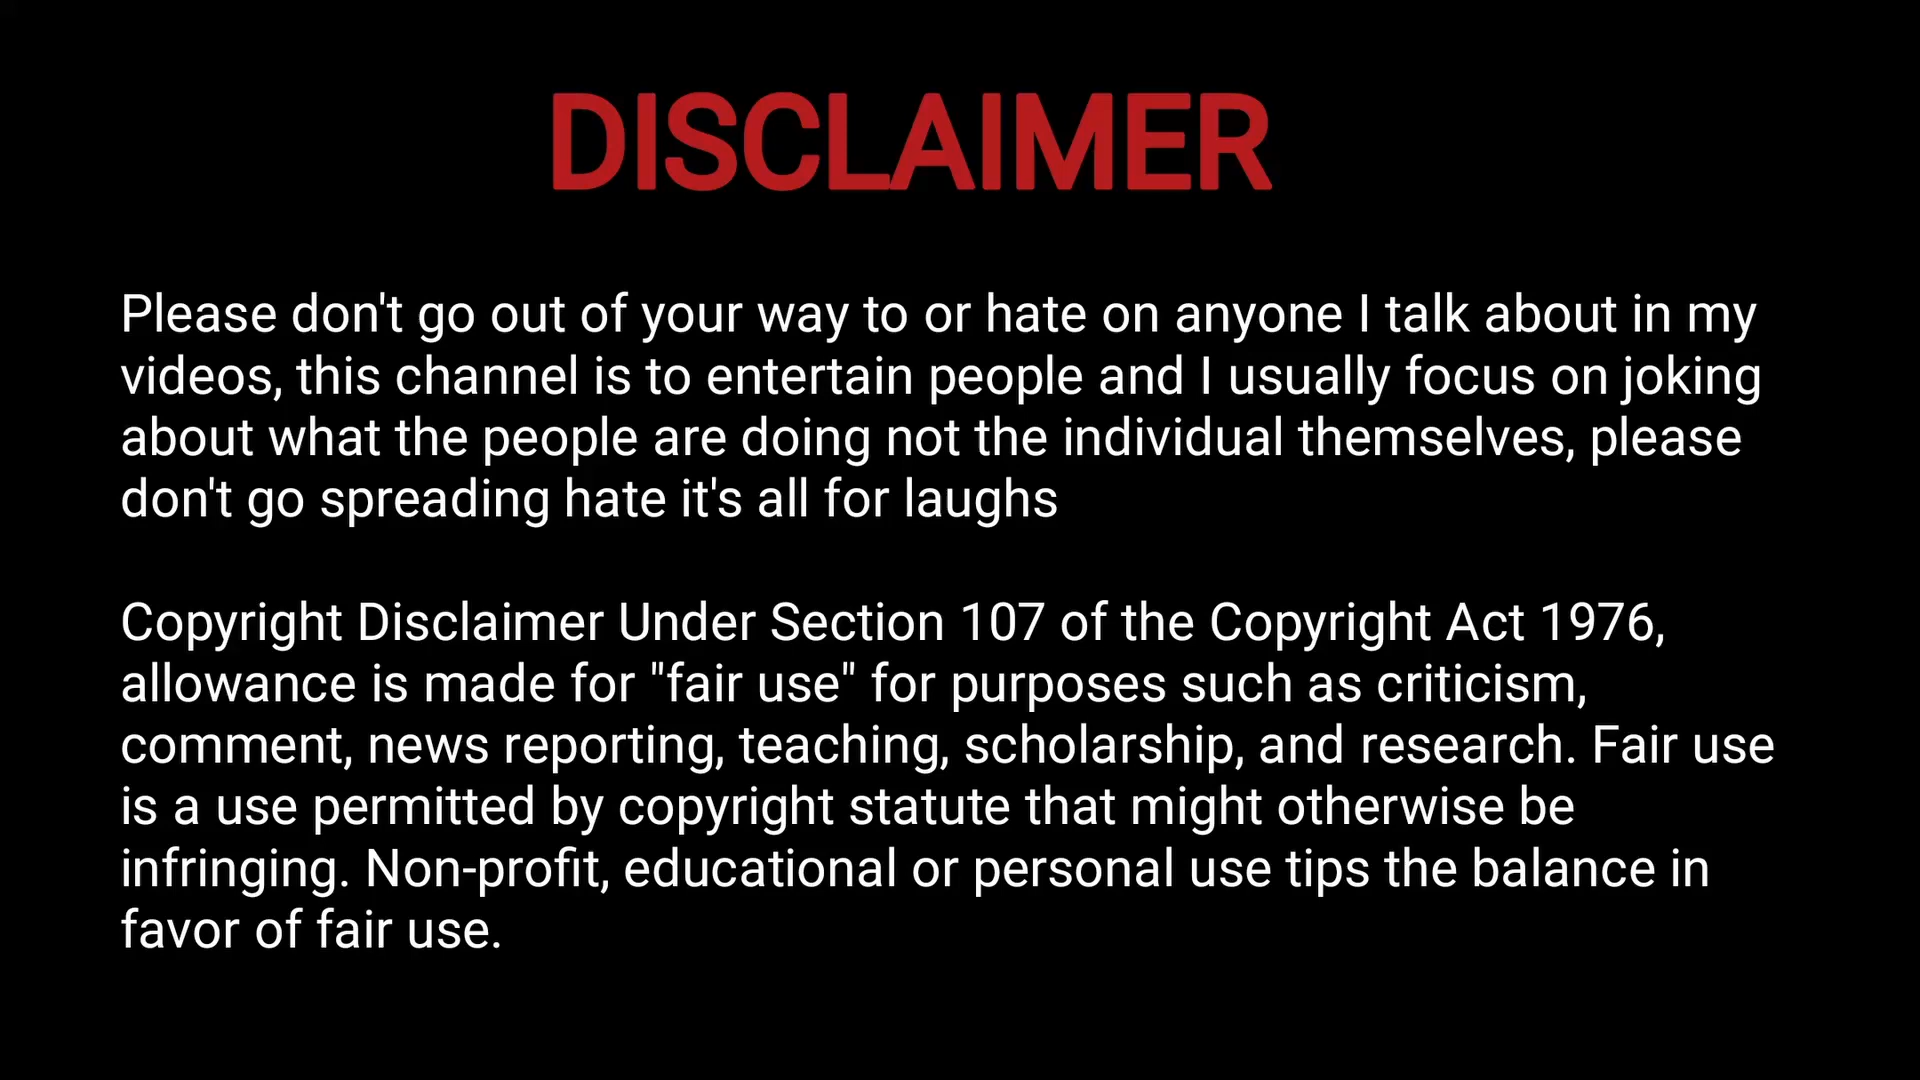 DISCLAIMER
Please don't go out of your way to or hate on anyone I talk about in my
videos, this channel is to entertain people and I usually focus on joking
about what the people are doing not the individual themselves, please
don't go spreading hate it's all for laughs
Copyright Disclaimer Under Section 107 of the Copyright Act 1976,
allowance is made for "fair use" for purposes such as criticism,
comment, news reporting, teaching, scholarship, and research. Fair use
is a use permitted by copyright statute that might otherwise be
infringing. Non-profit, educational or personal use tips the balance in
favor of fair use.